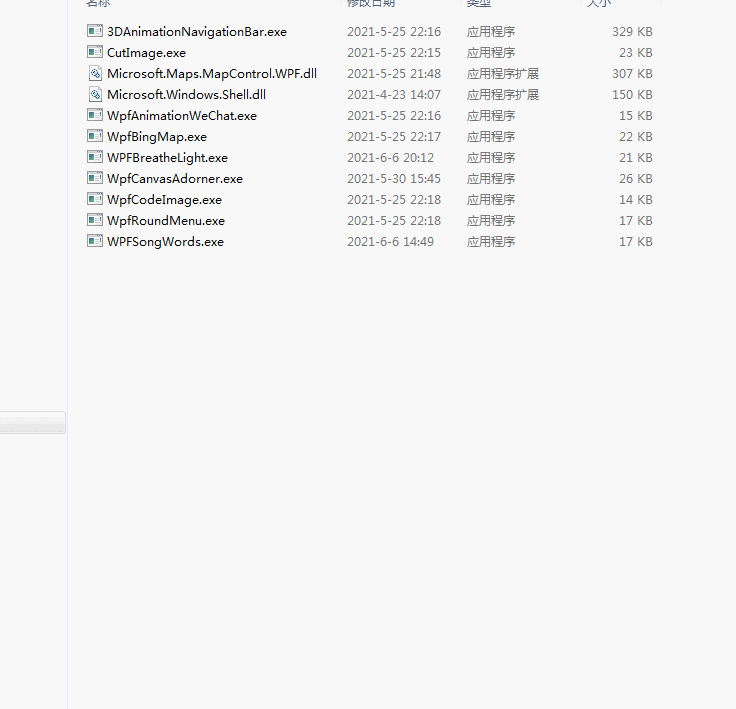 名称 修改日期 类型 大小
3DAnimationNavigationBar.exe 2021-5-25 22:16 应用程序 329 KB
CutImage.exe 2021-5-25 22:15 应用程序 23 KB
Microsoft.Maps.MapControl.WPF.dll 2021-5-25 21:48 应用程序扩展 307 KB
Microsoft.Windows.Shell.dll 2021-4-23 14:07 应用程序扩展 150 KB
WpfAnimationWeChat.exe 2021-5-25 22:16 应用程序 15 KB
WpfBingMap.exe 2021-5-25 22:17 应用程序 22 KB
WPFBreatheLight.exe 2021-6-6 20:12 应用程序 21 KB
WpfCanvasAdorner.exe 2021-5-30 15:45 应用程序 26 KB
WpfCodeImage.exe 2021-5-25 22:18 应用程序 14 KB
WpfRoundMenu.exe 2021-5-25 22:18 应用程序 17 KB
WPFSongWords.exe 2021-6-6 14:49 应用程序 17 KB